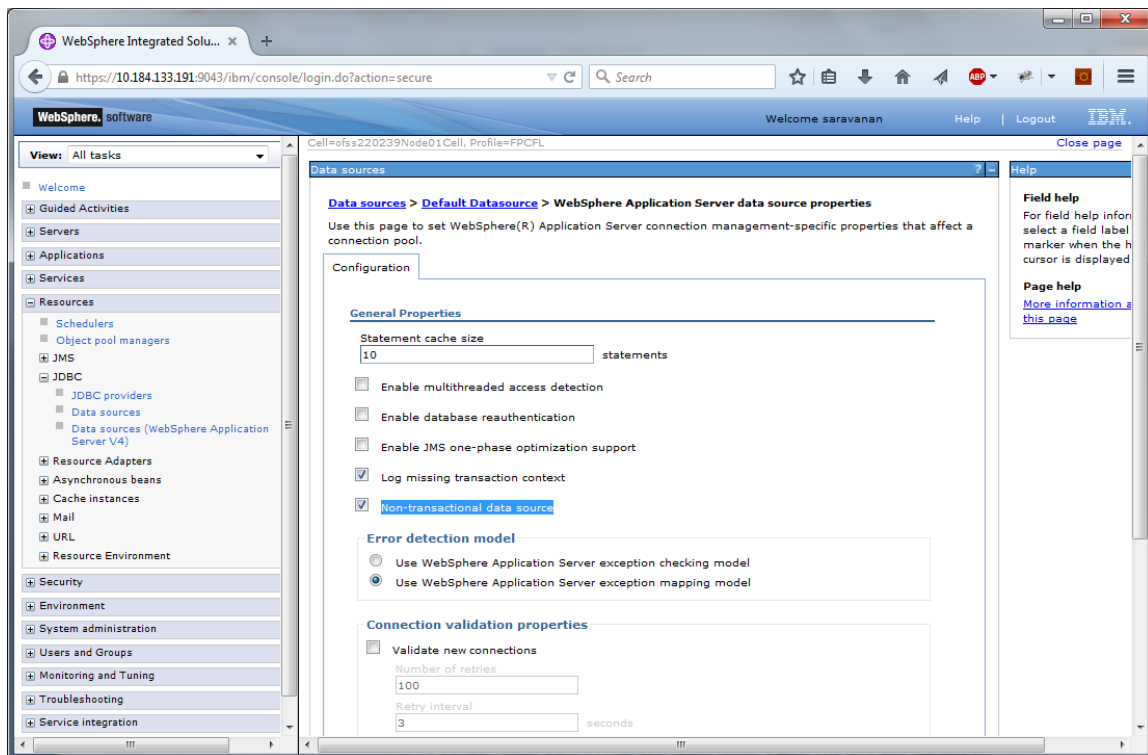 WebSphere Integrated Solu...
https://10.184.133.191:9043/ibm/console/login.do?action=secure
Search
ABP
WebSphere. software
Welcome saravanan
Help
Logout
IBM.
View: All tasks
Welcome
Guided Activities
Servers
Applications
Services
Resources
Schedulers
Object pool managers
JMS
JDBC
JDBC providers
Data sources
Data sources (WebSphere Application
Server V4)
Resource Adapters
Asynchronous beans
Cache instances
Mail
URL
Resource Environment
Security
Environment
System administration
Users and Groups
Monitoring and Tuning
Troubleshooting
Service integration
Cell=ofss220239Node01Cell, Profile=FPCFL
Close page
Data sources
?
Data sources > Default Datasource > WebSphere Application Server data source properties
Use this page to set WebSphere(R) Application Server connection management-specific properties that affect a
connection pool.
Configuration
General Properties
Statement cache size
10 statements
Enable multithreaded access detection
Enable database reauthentication
Enable JMS one-phase optimization support
Log missing transaction context
Non-transactional data source
Error detection model
Use WebSphere Application Server exception checking model
Use WebSphere Application Server exception mapping model
Connection validation properties
Validate new connections
Number of retries
100
Retry interval
3 seconds
Help
Field help
For field help infor
select a field label
marker when the h
cursor is displayed
Page help
More information a
this page